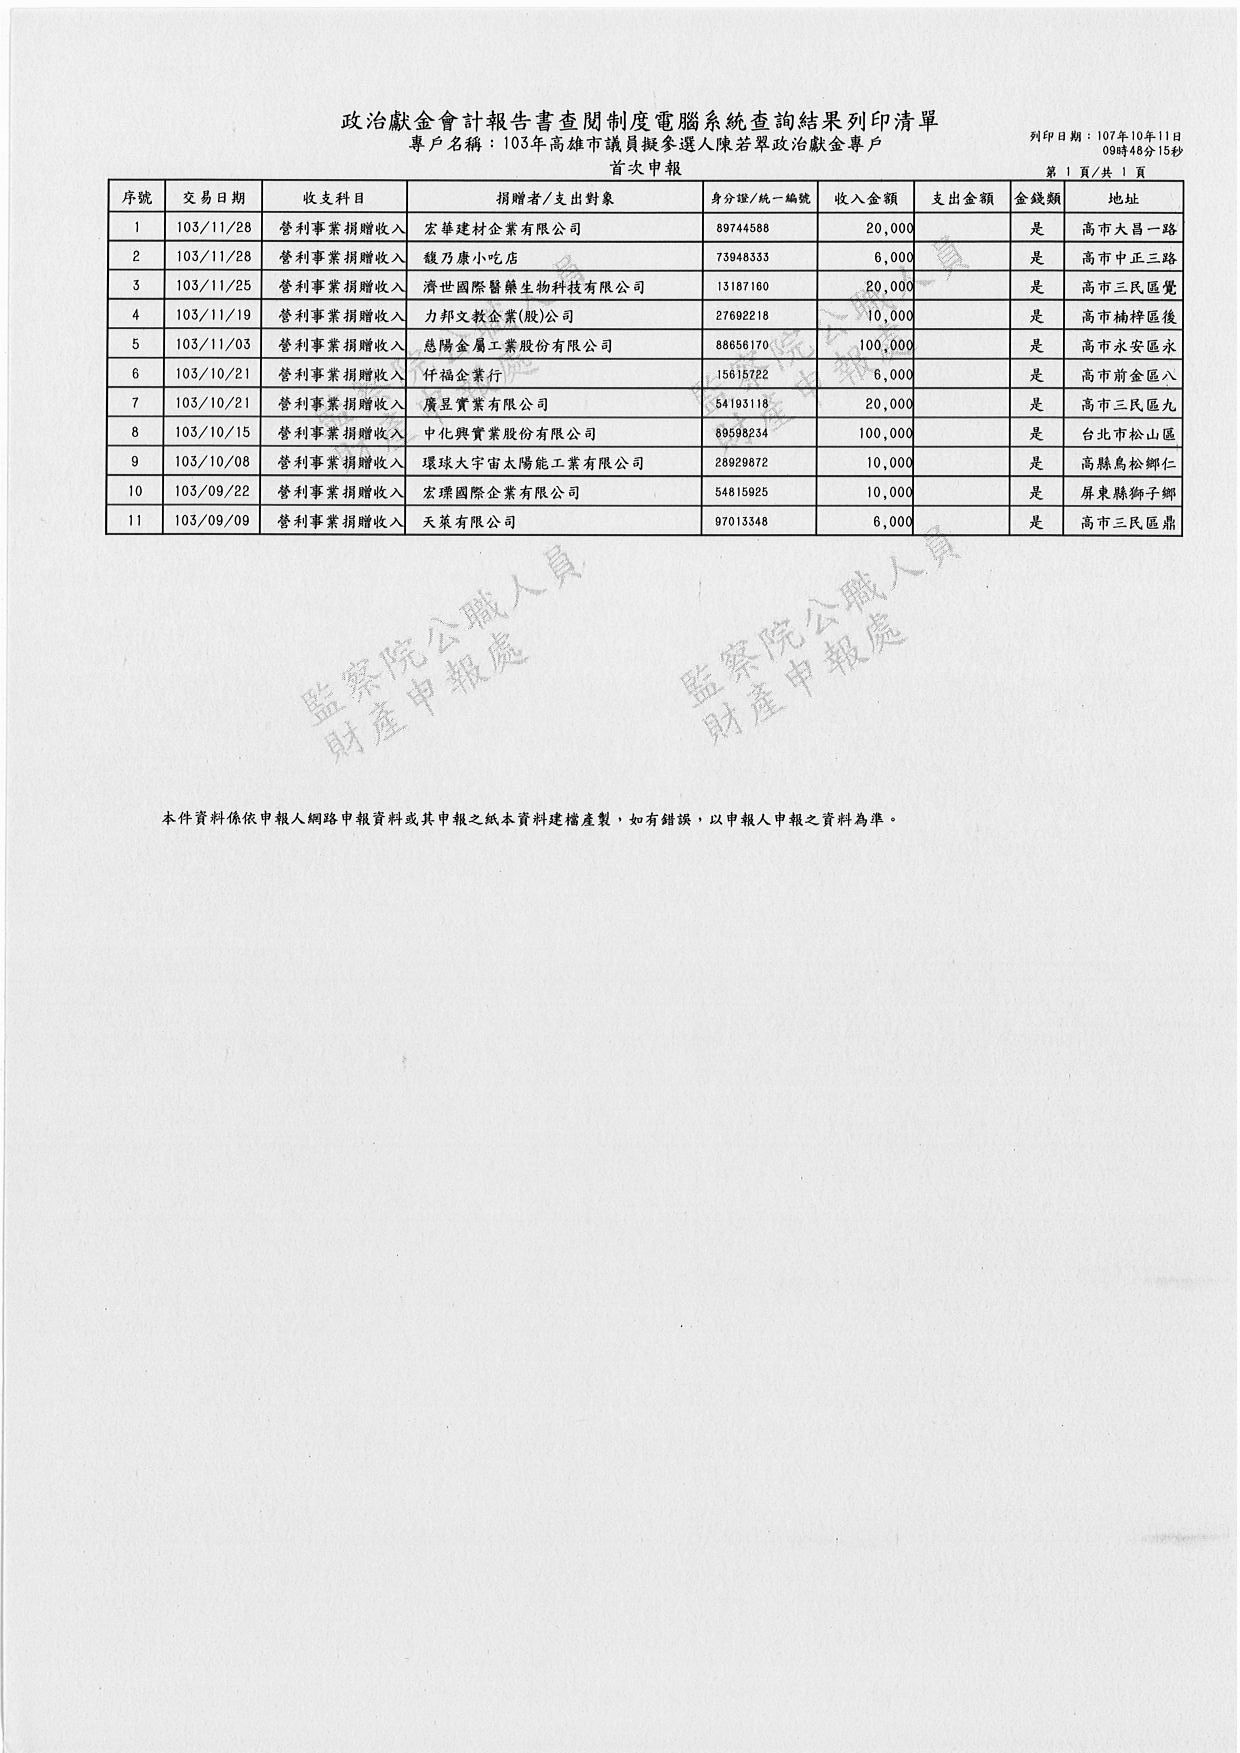 政治獻金會計報告書查閱制度電腦系統查詢結果列印清單
專戶名稱：103年高雄市議員擬參選人陳若翠政治獻金專戶
列印日期：107年10月11日
09時48分15秒
首次申報
第 1 頁/共 1 頁
序號 交易日期 收支科目 捐贈者/支出對象 身分證/統一編號 收入金額 支出金額 金錢類 地址
1 103/11/28 營利事業捐贈收入 宏華建材企業有限公司 89744588 20,000 是 高市大昌一路
2 103/11/28 營利事業捐贈收入 馥乃康小吃店 73948333 6,000 是 高市中正三路
3 103/11/25 營利事業捐贈收入 濟世國際醫藥生物科技有限公司 13187160 20,000 是 高市三民區覺
4 103/11/19 營利事業捐贈收入 力邦文教企業(股)公司 27692218 10,000 是 高市楠梓區後
5 103/11/03 營利事業捐贈收入 慈陽金屬工業股份有限公司 88656170 100,000 是 高市永安區永
6 103/10/21 營利事業捐贈收入 仟福企業行 15615722 6,000 是 高市前金區八
7 103/10/21 營利事業捐贈收入 廣昱實業有限公司 54193118 20,000 是 高市三民區九
8 103/10/15 營利事業捐贈收入 中化興實業股份有限公司 89598234 100,000 是 台北市松山區
9 103/10/08 營利事業捐贈收入 環球大宇宙太陽能工業有限公司 28929872 10,000 是 高縣鳥松鄉仁
10 103/09/22 營利事業捐贈收入 宏瑮國際企業有限公司 54815925 10,000 是 屏東縣獅子鄉
11 103/09/09 營利事業捐贈收入 天萊有限公司 97013348 6,000 是 高市三民區鼎
監察院公職人員
財產申報處
監察院公職人員
財產申報處
監察院公職人員
財產申報處
監察院公職人員
財產申報處
本件資料係依申報人網路申報資料或其申報之紙本資料建檔產製，如有錯誤，以申報人申報之資料為準。